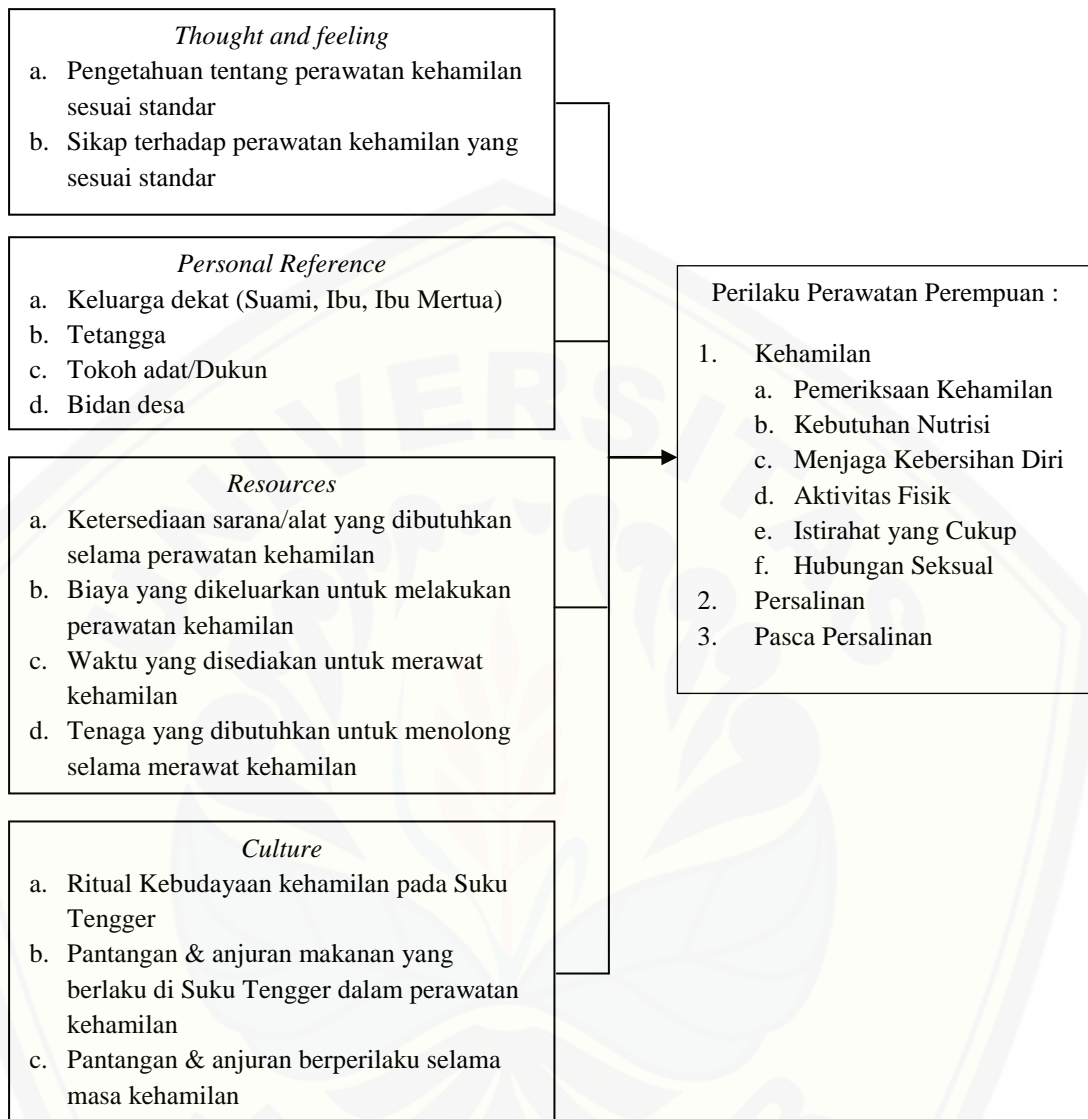 Thought and feeling
a. Pengetahuan tentang perawatan kehamilan
sesuai standar
b. Sikap terhadap perawatan kehamilan yang
sesuai standar
Personal Reference
a. Keluarga dekat (Suami, Ibu, Ibu Mertua)
b. Tetangga
c. Tokoh adat/Dukun
d. Bidan desa
Resources
a. Ketersediaan sarana/alat yang dibutuhkan
selama perawatan kehamilan
b. Biaya yang dikeluarkan untuk melakukan
perawatan kehamilan
c. Waktu yang disediakan untuk merawat
kehamilan
d. Tenaga yang dibutuhkan untuk menolong
selama merawat kehamilan
Culture
a. Ritual Kebudayaan kehamilan pada Suku
Tengger
b. Pantangan & anjuran makanan yang
berlaku di Suku Tengger dalam perawatan
kehamilan
c. Pantangan & anjuran berperilaku selama
masa kehamilan
Perilaku Perawatan Perempuan :
1. Kehamilan
a. Pemeriksaan Kehamilan
b. Kebutuhan Nutrisi
c. Menjaga Kebersihan Diri
d. Aktivitas Fisik
e. Istirahat yang Cukup
f. Hubungan Seksual
2. Persalinan
3. Pasca Persalinan
UNIVERSITAS